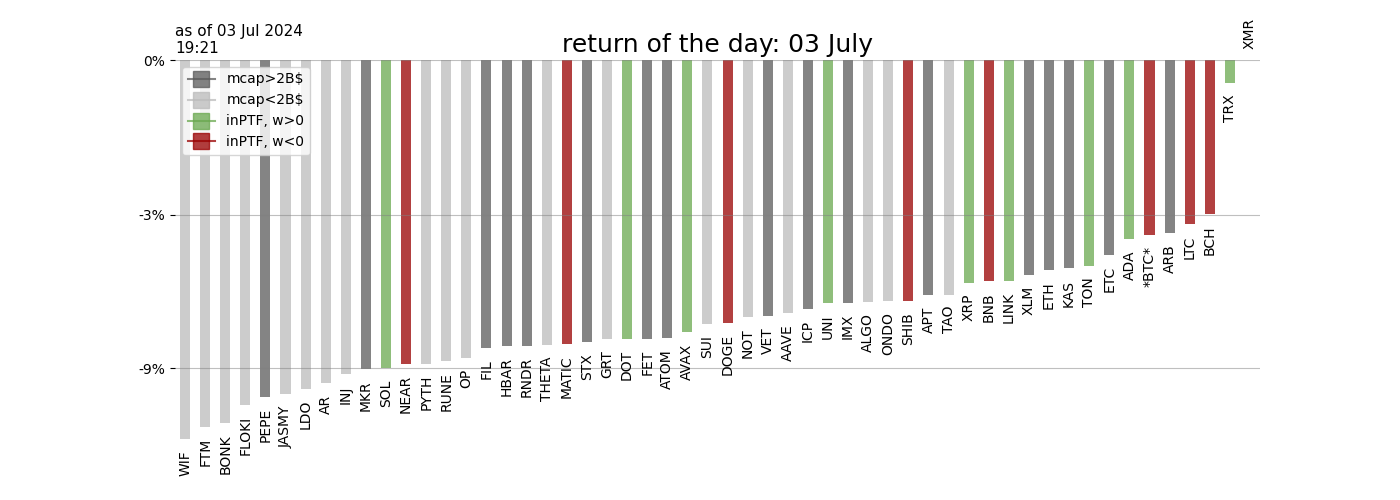 as of 03 Jul 2024
19:21
return of the day: 03 July
XMR
0%
-3%
-9%
mcap>2B$
mcap<2B$
inPTF, w>0
inPTF, w<0
WIF
FTM
BONK
FLOKI
PEPE
JASMY
LDO
AR
INJ
MKR
SOL
NEAR
PYTH
RUNE
OP
FIL
HBAR
RNDR
THETA
MATIC
STX
GRT
DOT
FET
ATOM
AVAX
SUI
DOGE
NOT
VET
AAVE
ICP
UNI
IMX
ALGO
ONDO
SHIB
APT
TAO
XRP
BNB
LINK
XLM
ETH
KAS
TON
ETC
ADA
*BTC*
ARB
LTC
BCH
TRX